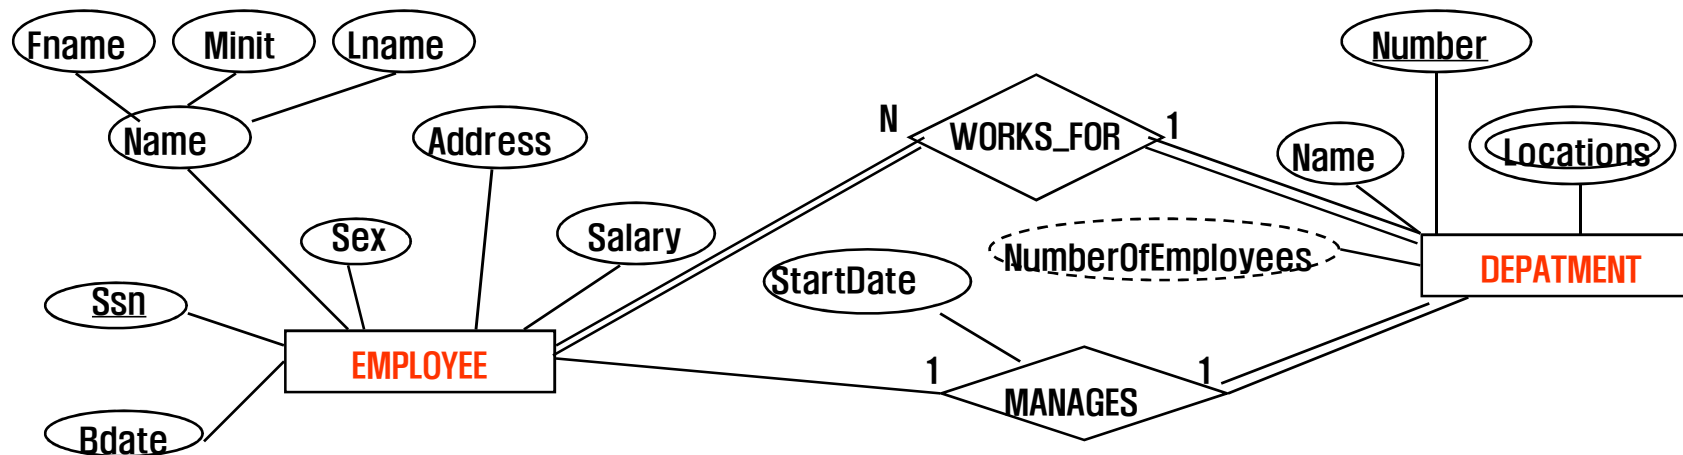 Fname
Minit
Lname
Number
N
WORKS_FOR
1
Name
Address
Name
Locations
Sex
Salary
NumberOfEmployees
StartDate
DEPATMENT
Ssn
EMPLOYEE
1
1
MANAGES
Bdate